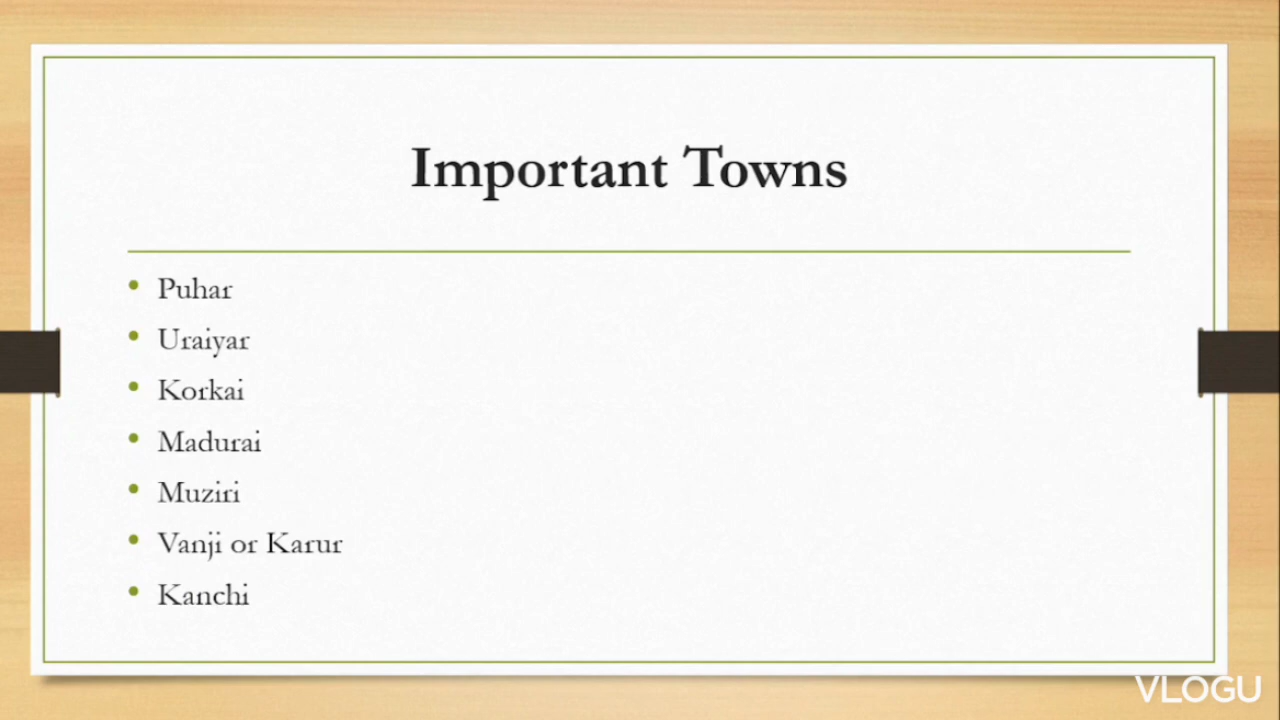 Important Towns
• Puhar
• Uraiyar
• Korkai
• Madurai
• Muziri
• Vanji or Karur
• Kanchi
VLOGU